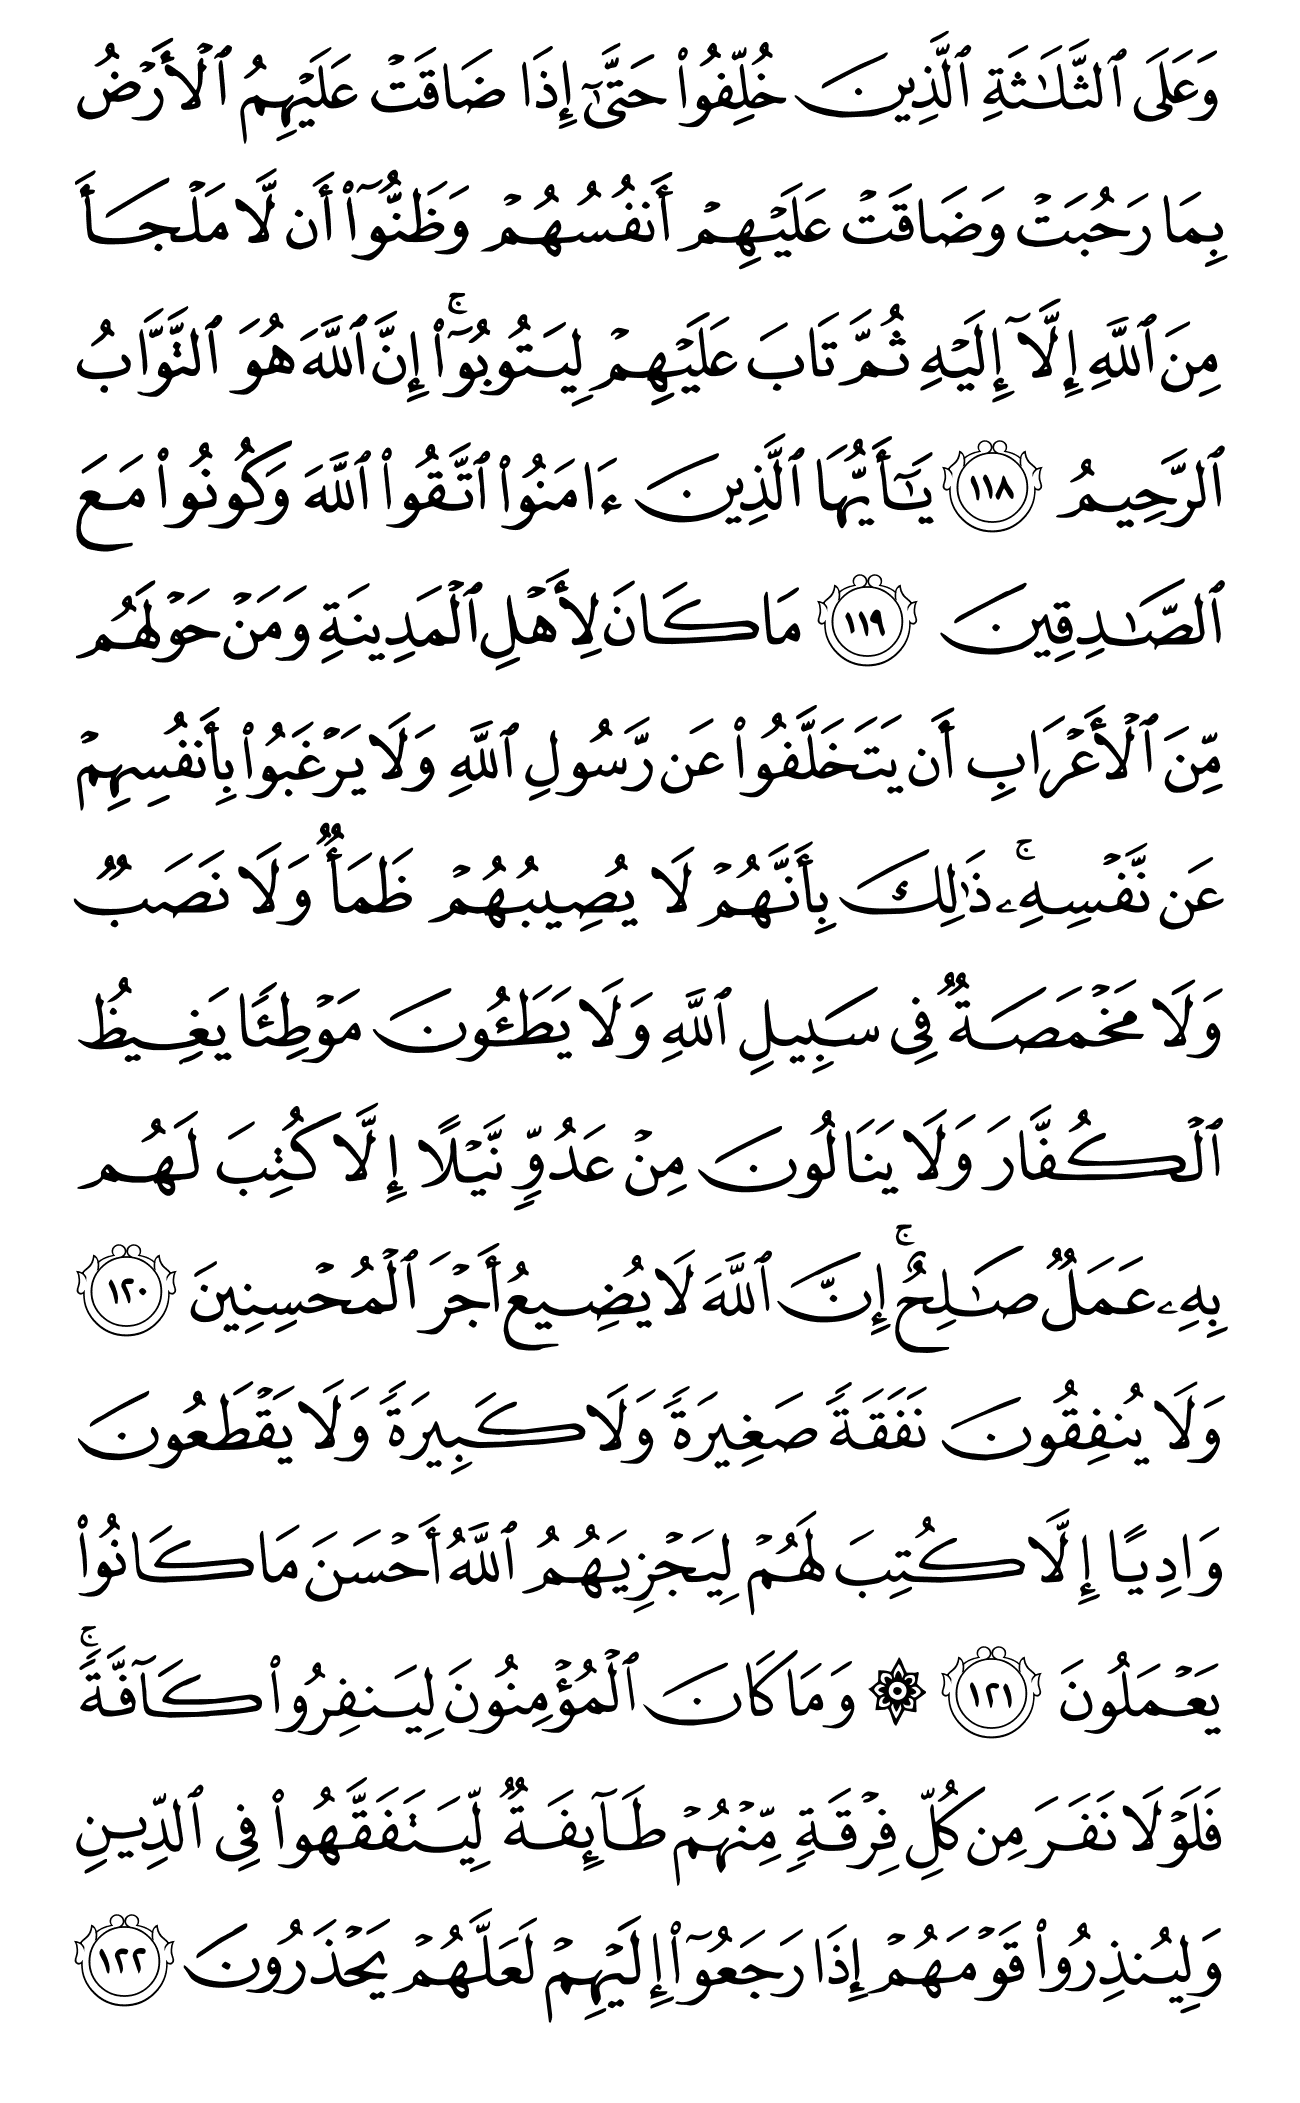 وَعَلَى ٱلثَّلَـٰثَةِ ٱلَّذِينَ خُلِّفُوا۟ حَتَّىٰٓ إِذَا ضَاقَتْ عَلَيْهِمُ ٱلْأَرْضُ
بِمَا رَحُبَتْ وَضَاقَتْ عَلَيْهِمْ أَنفُسُهُمْ وَظَنُّوٓا۟ أَن لَّا مَلْجَأَ
مِنَ ٱللَّهِ إِلَّآ إِلَيْهِ ثُمَّ تَابَ عَلَيْهِمْ لِيَتُوبُوٓا۟ ۚ إِنَّ ٱللَّهَ هُوَ ٱلتَّوَّابُ
ٱلرَّحِيمُ ١١٨ يَـٰٓأَيُّهَا ٱلَّذِينَ ءَامَنُوا۟ ٱتَّقُوا۟ ٱللَّهَ وَكُونُوا۟ مَعَ
ٱلصَّـٰدِقِينَ ١١٩ مَا كَانَ لِأَهْلِ ٱلْمَدِينَةِ وَمَنْ حَوْلَهُم
مِّنَ ٱلْأَعْرَابِ أَن يَتَخَلَّفُوا۟ عَن رَّسُولِ ٱللَّهِ وَلَا يَرْغَبُوا۟ بِأَنفُسِهِمْ
عَن نَّفْسِهِۦ ۚ ذَٰلِكَ بِأَنَّهُمْ لَا يُصِيبُهُمْ ظَمَأٌ وَلَا نَصَبٌ
وَلَا مَخْمَصَةٌ فِى سَبِيلِ ٱللَّهِ وَلَا يَطَـُٔونَ مَوْطِئًا يَغِيظُ
ٱلْكُفَّارَ وَلَا يَنَالُونَ مِنْ عَدُوٍّ نَّيْلًا إِلَّا كُتِبَ لَهُم
بِهِۦ عَمَلٌ صَـٰلِحٌ ۚ إِنَّ ٱللَّهَ لَا يُضِيعُ أَجْرَ ٱلْمُحْسِنِينَ ١٢٠
وَلَا يُنفِقُونَ نَفَقَةً صَغِيرَةً وَلَا كَبِيرَةً وَلَا يَقْطَعُونَ
وَادِيًا إِلَّا كُتِبَ لَهُمْ لِيَجْزِيَهُمُ ٱللَّهُ أَحْسَنَ مَا كَانُوا۟
يَعْمَلُونَ ١٢١ ۞ وَمَا كَانَ ٱلْمُؤْمِنُونَ لِيَنفِرُوا۟ كَآفَّةً ۚ
فَلَوْلَا نَفَرَ مِن كُلِّ فِرْقَةٍ مِّنْهُمْ طَآئِفَةٌ لِّيَتَفَقَّهُوا۟ فِى ٱلدِّينِ
وَلِيُنذِرُوا۟ قَوْمَهُمْ إِذَا رَجَعُوٓا۟ إِلَيْهِمْ لَعَلَّهُمْ يَحْذَرُونَ ١٢٢